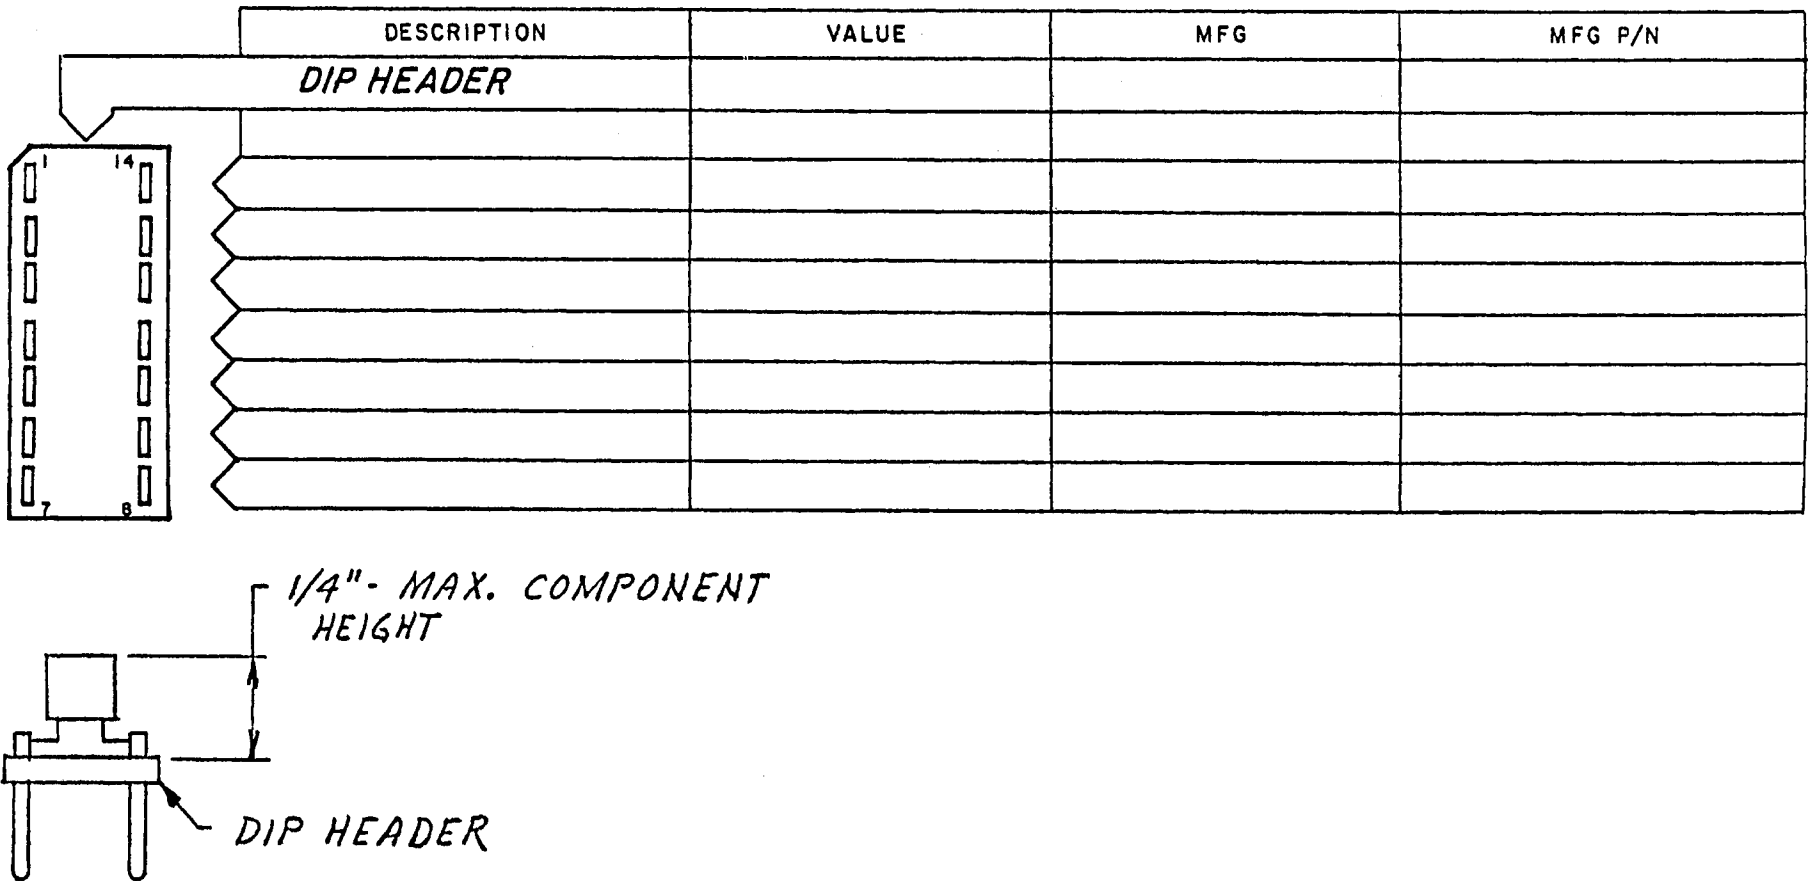 DESCRIPTION VALUE MFG MFG P/N
DIP HEADER
1 14
7 8
1/4"- MAX. COMPONENT
HEIGHT
DIP HEADER